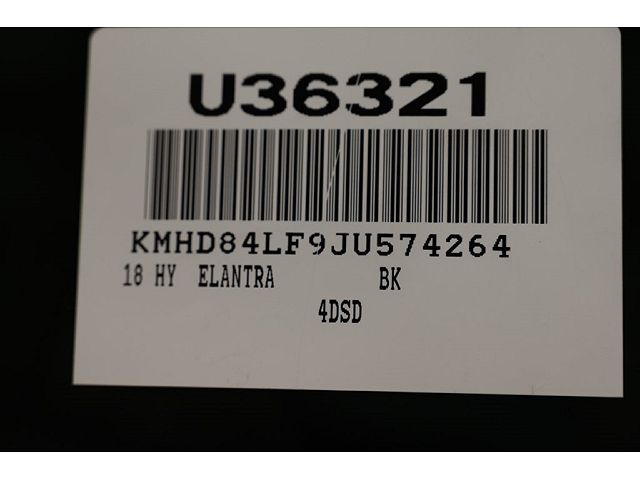 U36321
KMHD84LF9JU574264
18 HY ELANTRA BK
4DSD